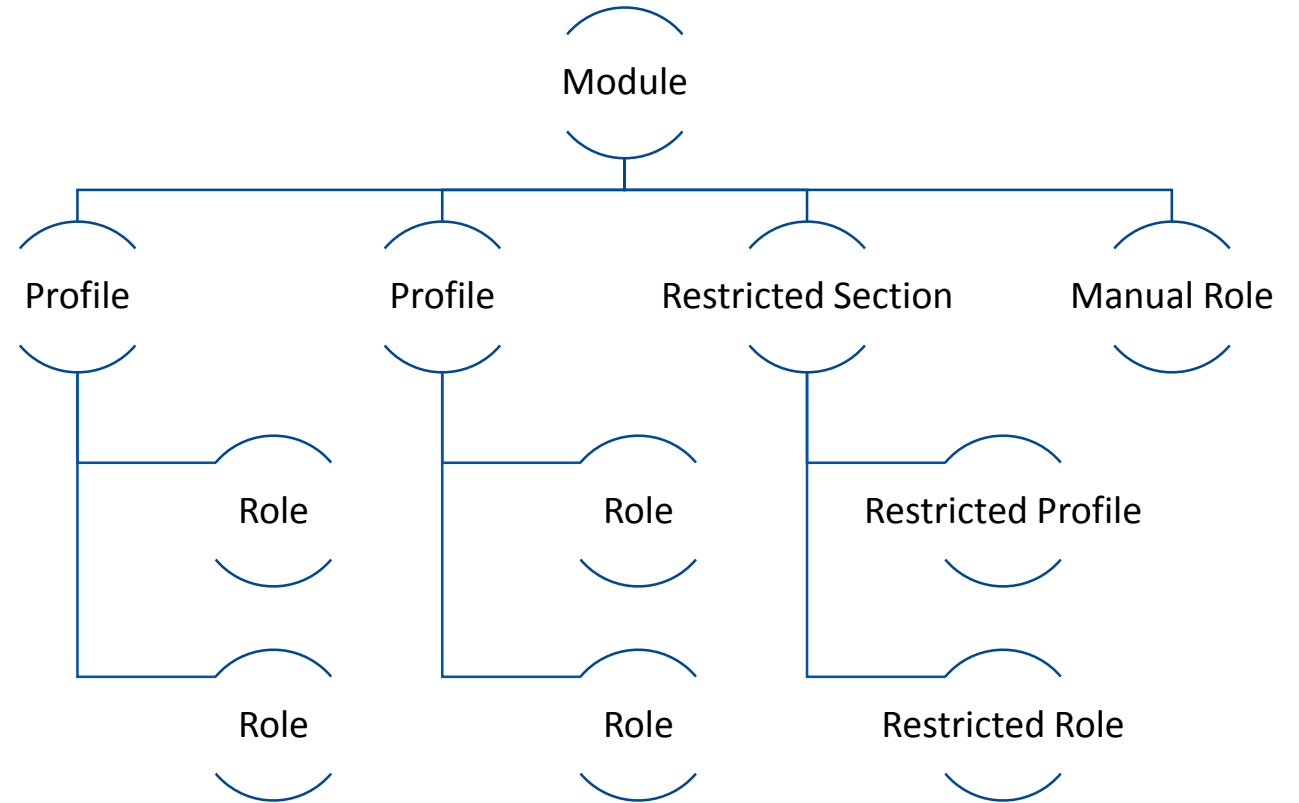 Module
Profile
Profile
Restricted Section
Manual Role
Role
Role
Restricted Profile
Role
Role
Restricted Role